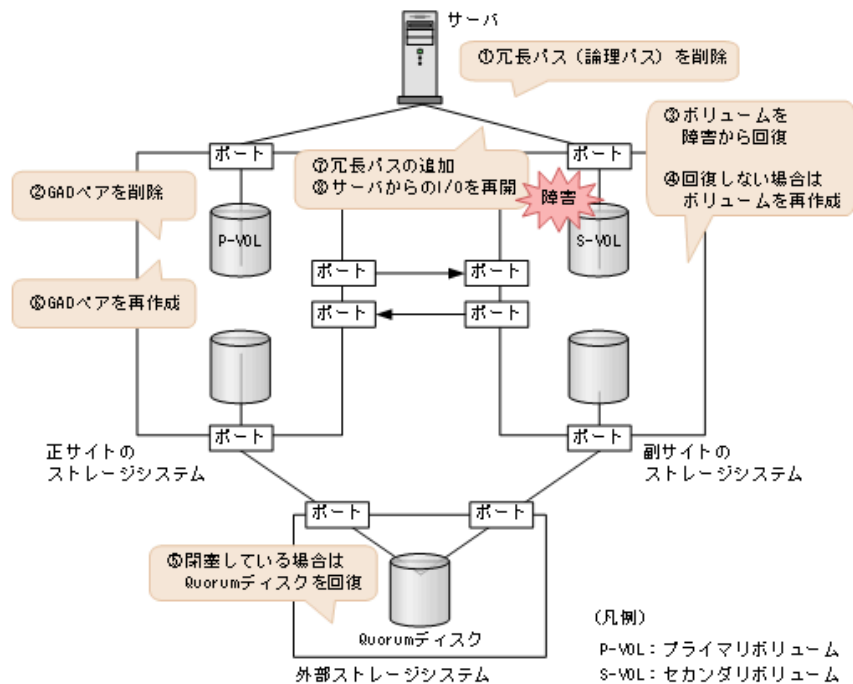 サーバ
①冗長パス（論理パス）を削除
③ボリュームを
障害から回復
④回復しない場合は
ボリュームを再作成
ポート
ポート
②GADペアを削除
⑦冗長パスの追加
⑧サーバからのI/Oを再開
障害
P-VOL
S-VOL
ポート
ポート
⑥GADペアを再作成
ポート
ポート
ポート
ポート
正サイトの
ストレージシステム
副サイトの
ストレージシステム
ポート
ポート
⑤閉塞している場合は
Quorumディスクを回復
Quorumディスク
外部ストレージシステム
(凡例)
P-VOL：プライマリボリューム
S-VOL：セカンダリボリューム